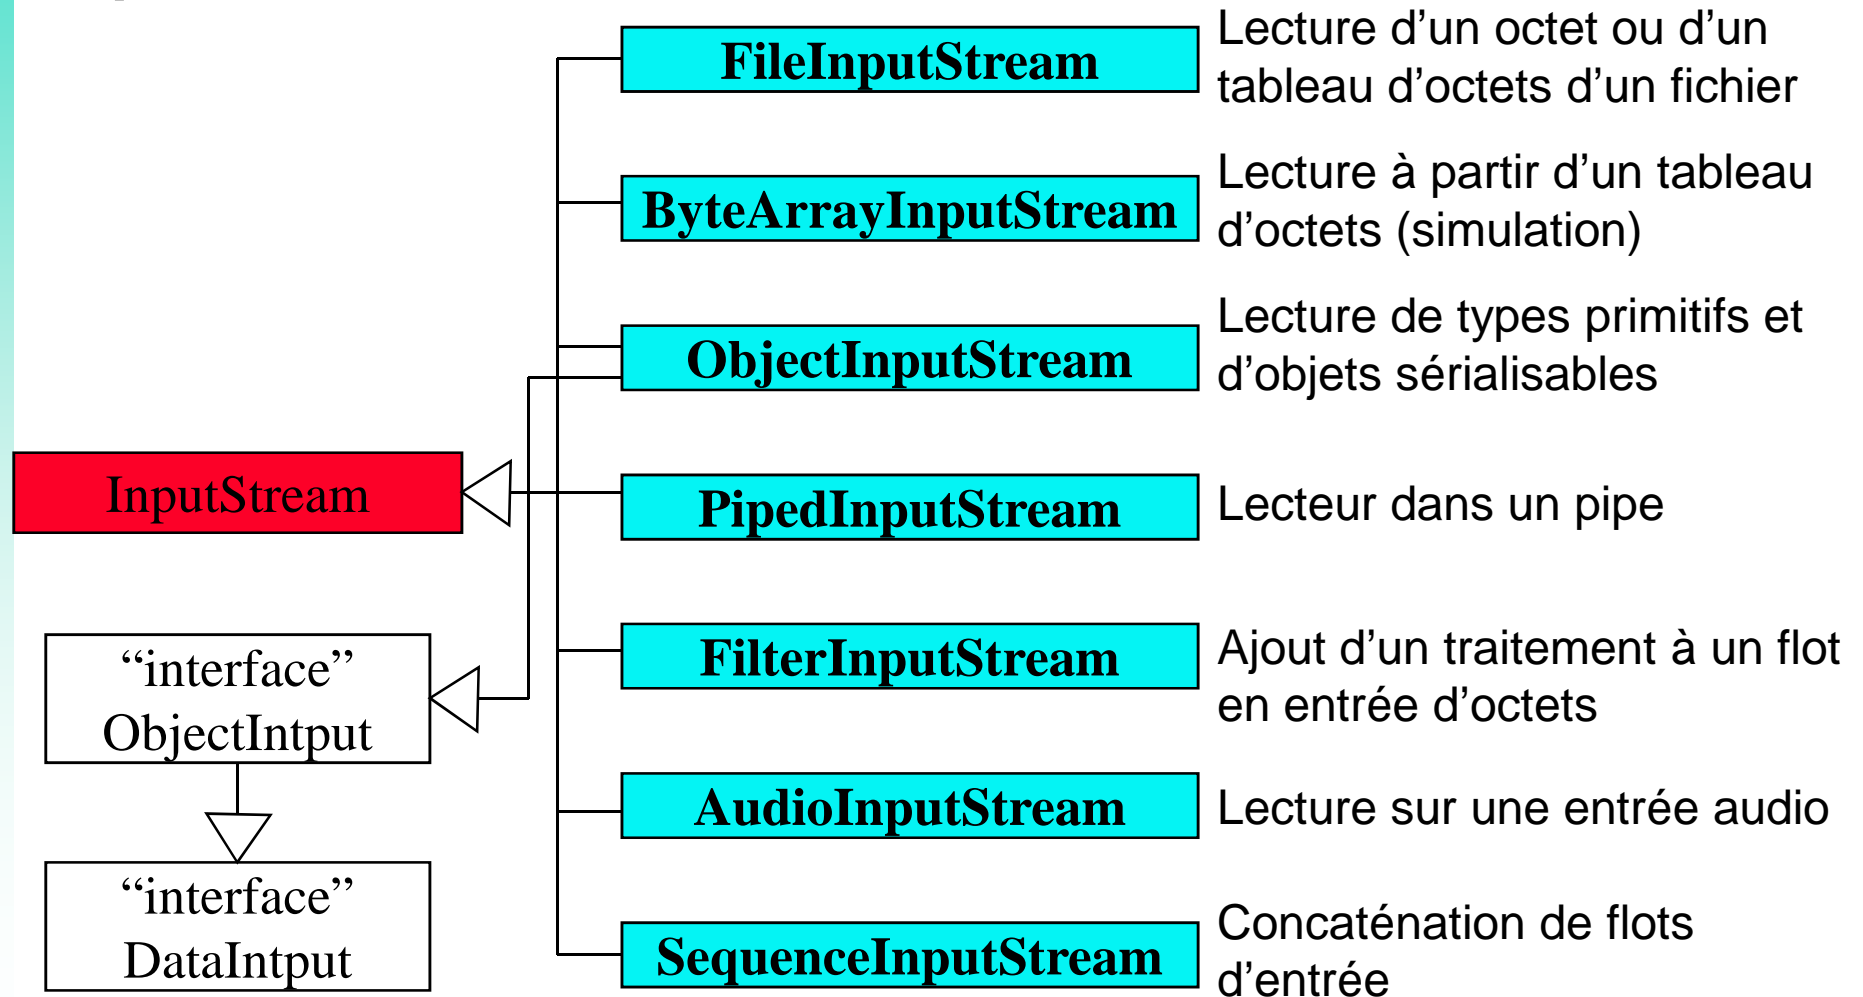 FileInputStream
Lecture d’un octet ou d’un
tableau d’octets d’un fichier
ByteArrayInputStream
Lecture à partir d’un tableau
d’octets (simulation)
ObjectInputStream
Lecture de types primitifs et
d’objets sérialisables
InputStream
PipedInputStream
Lecteur dans un pipe
“interface”
ObjectIntput
FilterInputStream
Ajout d’un traitement à un flot
en entrée d’octets
AudioInputStream
Lecture sur une entrée audio
“interface”
DataIntput
SequenceInputStream
Concaténation de flots
d’entrée